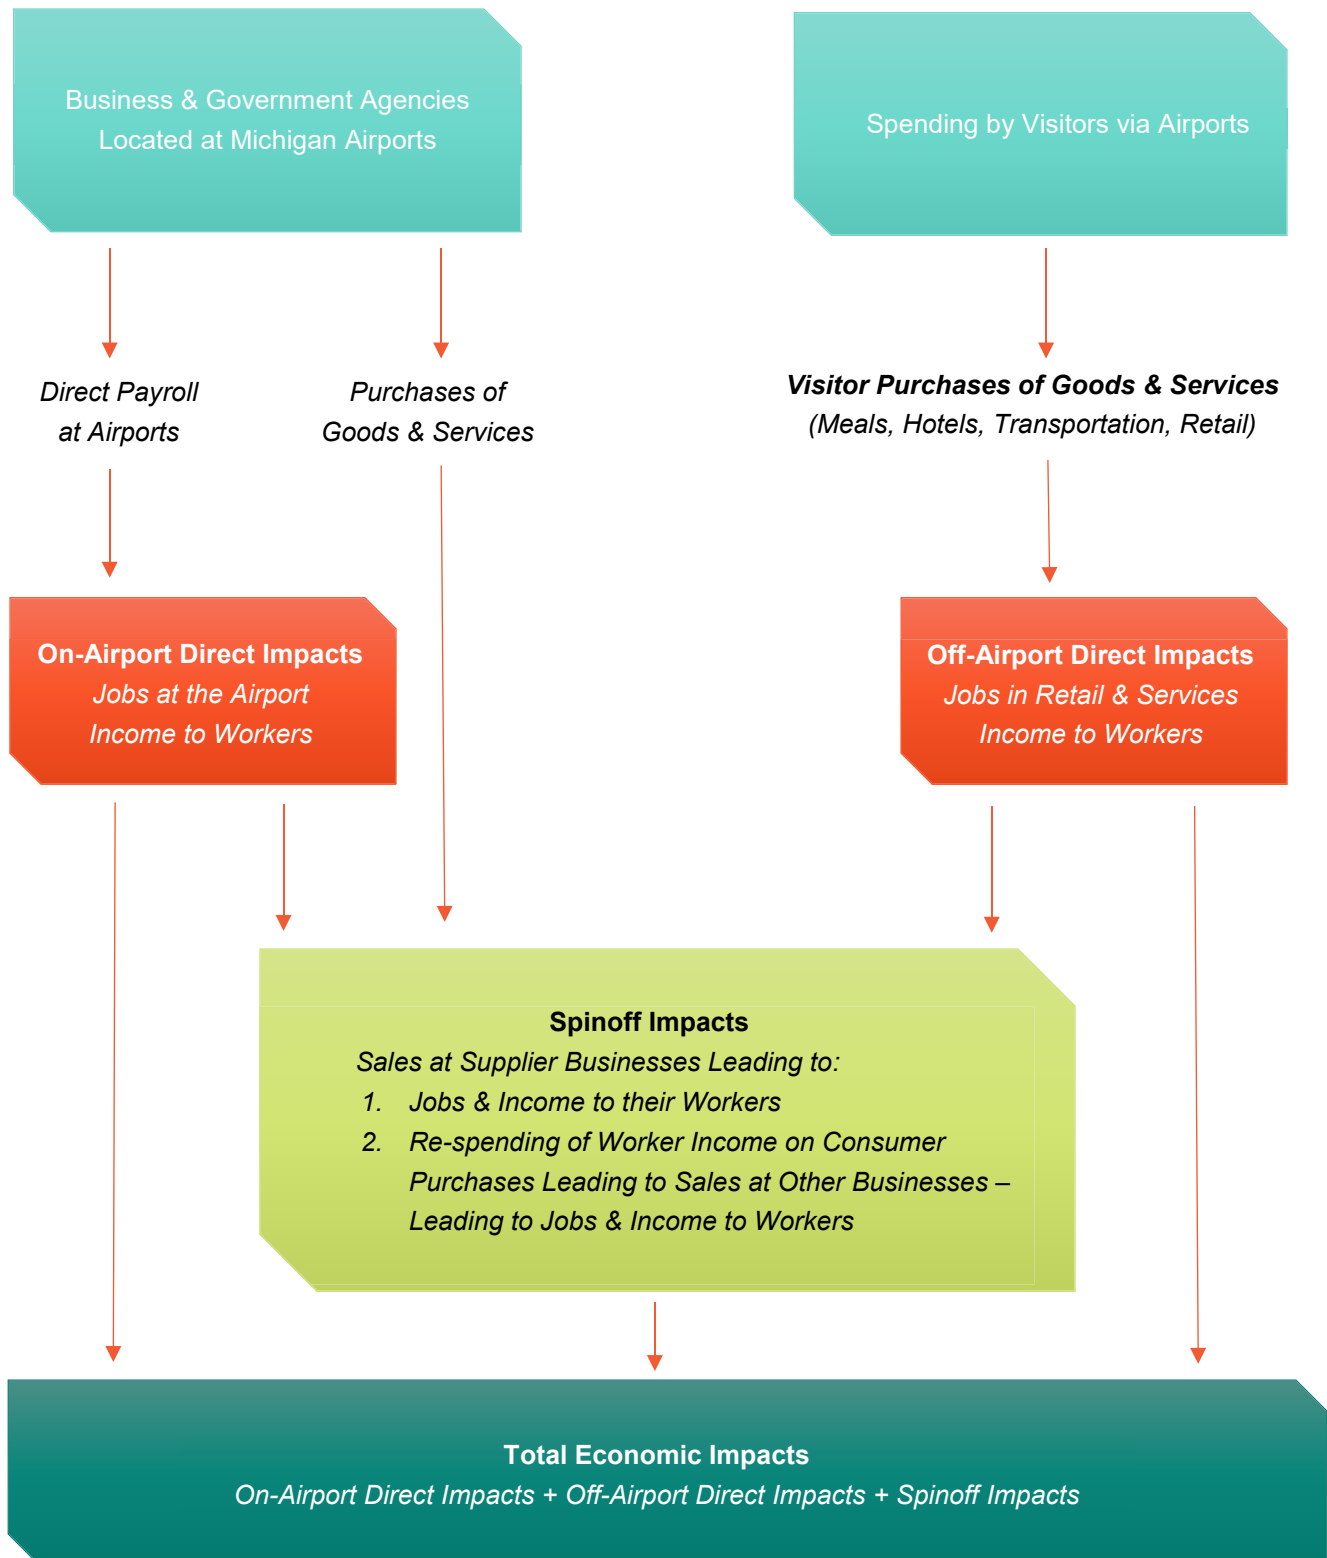 Business & Government Agencies
Located at Michigan Airports
Spending by Visitors via Airports
Direct Payroll
at Airports
Purchases of
Goods & Services
Visitor Purchases of Goods & Services
(Meals, Hotels, Transportation, Retail)
On-Airport Direct Impacts
Jobs at the Airport
Income to Workers
Off-Airport Direct Impacts
Jobs in Retail & Services
Income to Workers
Spinoff Impacts
Sales at Supplier Businesses Leading to:
1. Jobs & Income to their Workers
2. Re-spending of Worker Income on Consumer
Purchases Leading to Sales at Other Businesses –
Leading to Jobs & Income to Workers
Total Economic Impacts
On-Airport Direct Impacts + Off-Airport Direct Impacts + Spinoff Impacts